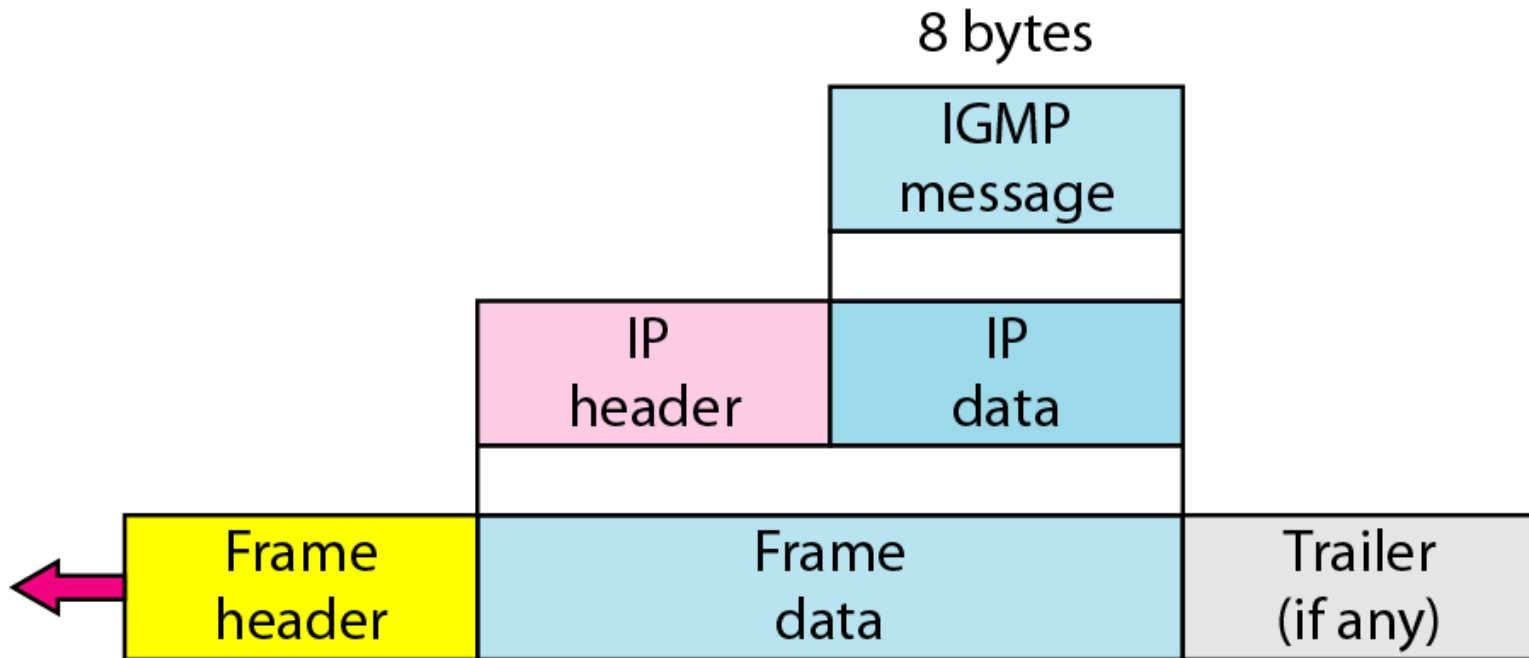 8 bytes
IGMP
message
IP
header
IP
data
Frame
header
Frame
data
Trailer
(if any)